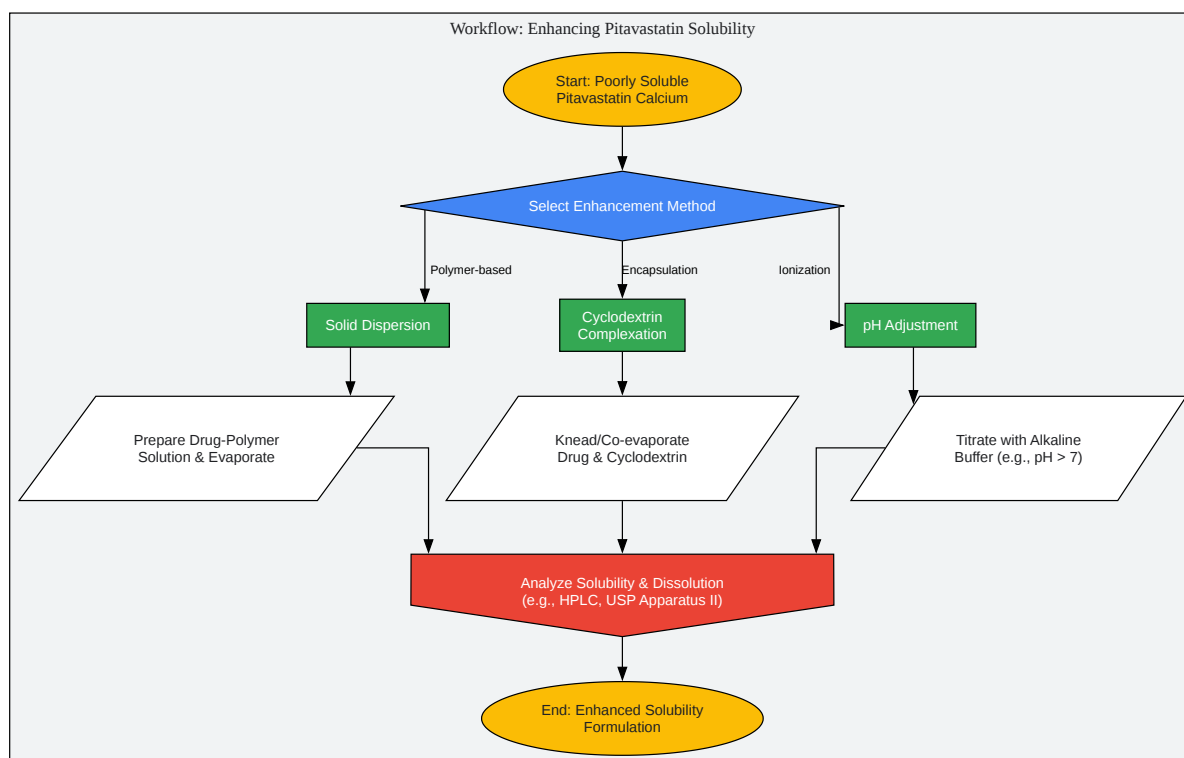 Workflow: Enhancing Pitavastatin Solubility
Start: Poorly Soluble
Pitavastatin Calcium
Select Enhancement Method
Polymer-based
Encapsulation
Ionization
Solid Dispersion
Cyclodextrin
Complexation
pH Adjustment
Prepare Drug-Polymer
Solution & Evaporate
Knead/Co-evaporate
Drug & Cyclodextrin
Titrate with Alkaline
Buffer (e.g., pH > 7)
Analyze Solubility & Dissolution
(e.g., HPLC, USP Apparatus II)
End: Enhanced Solubility
Formulation